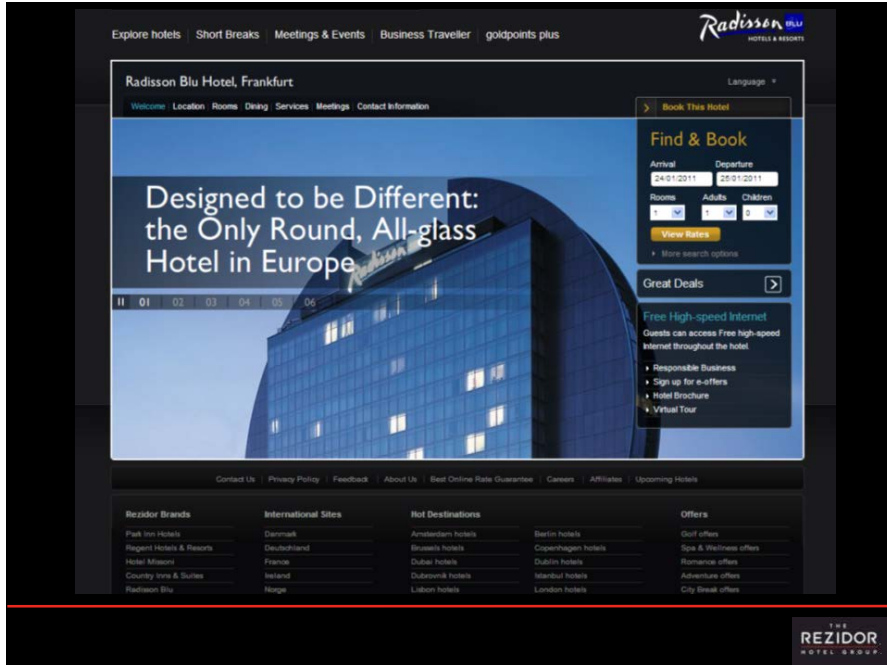 Explore hotels
Short Breaks
Meetings & Events
Business Traveller
goldpoints plus
Radisson BLU
HOTELS & RESORTS
Radisson Blu Hotel, Frankfurt
Language
Welcome
Location
Rooms
Dining
Services
Meetings
Contact Information
Book This Hotel
Find & Book
Arrival
Departure
24/01/2011
25/01/2011
Rooms
Adults
Children
1
1
0
View Rates
More search options
Designed to be Different:
the Only Round, All-glass
Hotel in Europe
Radisson
01
02
03
04
05
06
Great Deals
Free High-speed Internet
Guests can access Free high-speed
Internet throughout the hotel.
Responsible Business
Sign up for e-offers
Hotel Brochure
Virtual Tour
Contact Us
Privacy Policy
Feedback
About Us
Best Online Rate Guarantee
Careers
Affiliates
Upcoming Hotels
Rezidor Brands
Park Inn Hotels
Regent Hotels & Resorts
Hotel Missoni
Country Inns & Suites
Radisson Blu
International Sites
Danmark
Deutschland
France
Ireland
Norge
Hot Destinations
Amsterdam hotels
Brussels hotels
Dubai hotels
Dubrovnik hotels
Lisbon hotels
Berlin hotels
Copenhagen hotels
Dublin hotels
Istanbul hotels
London hotels
Offers
Golf offers
Spa & Wellness offers
Romance offers
Adventure offers
City Break offers
THE
REZIDOR
HOTEL GROUP